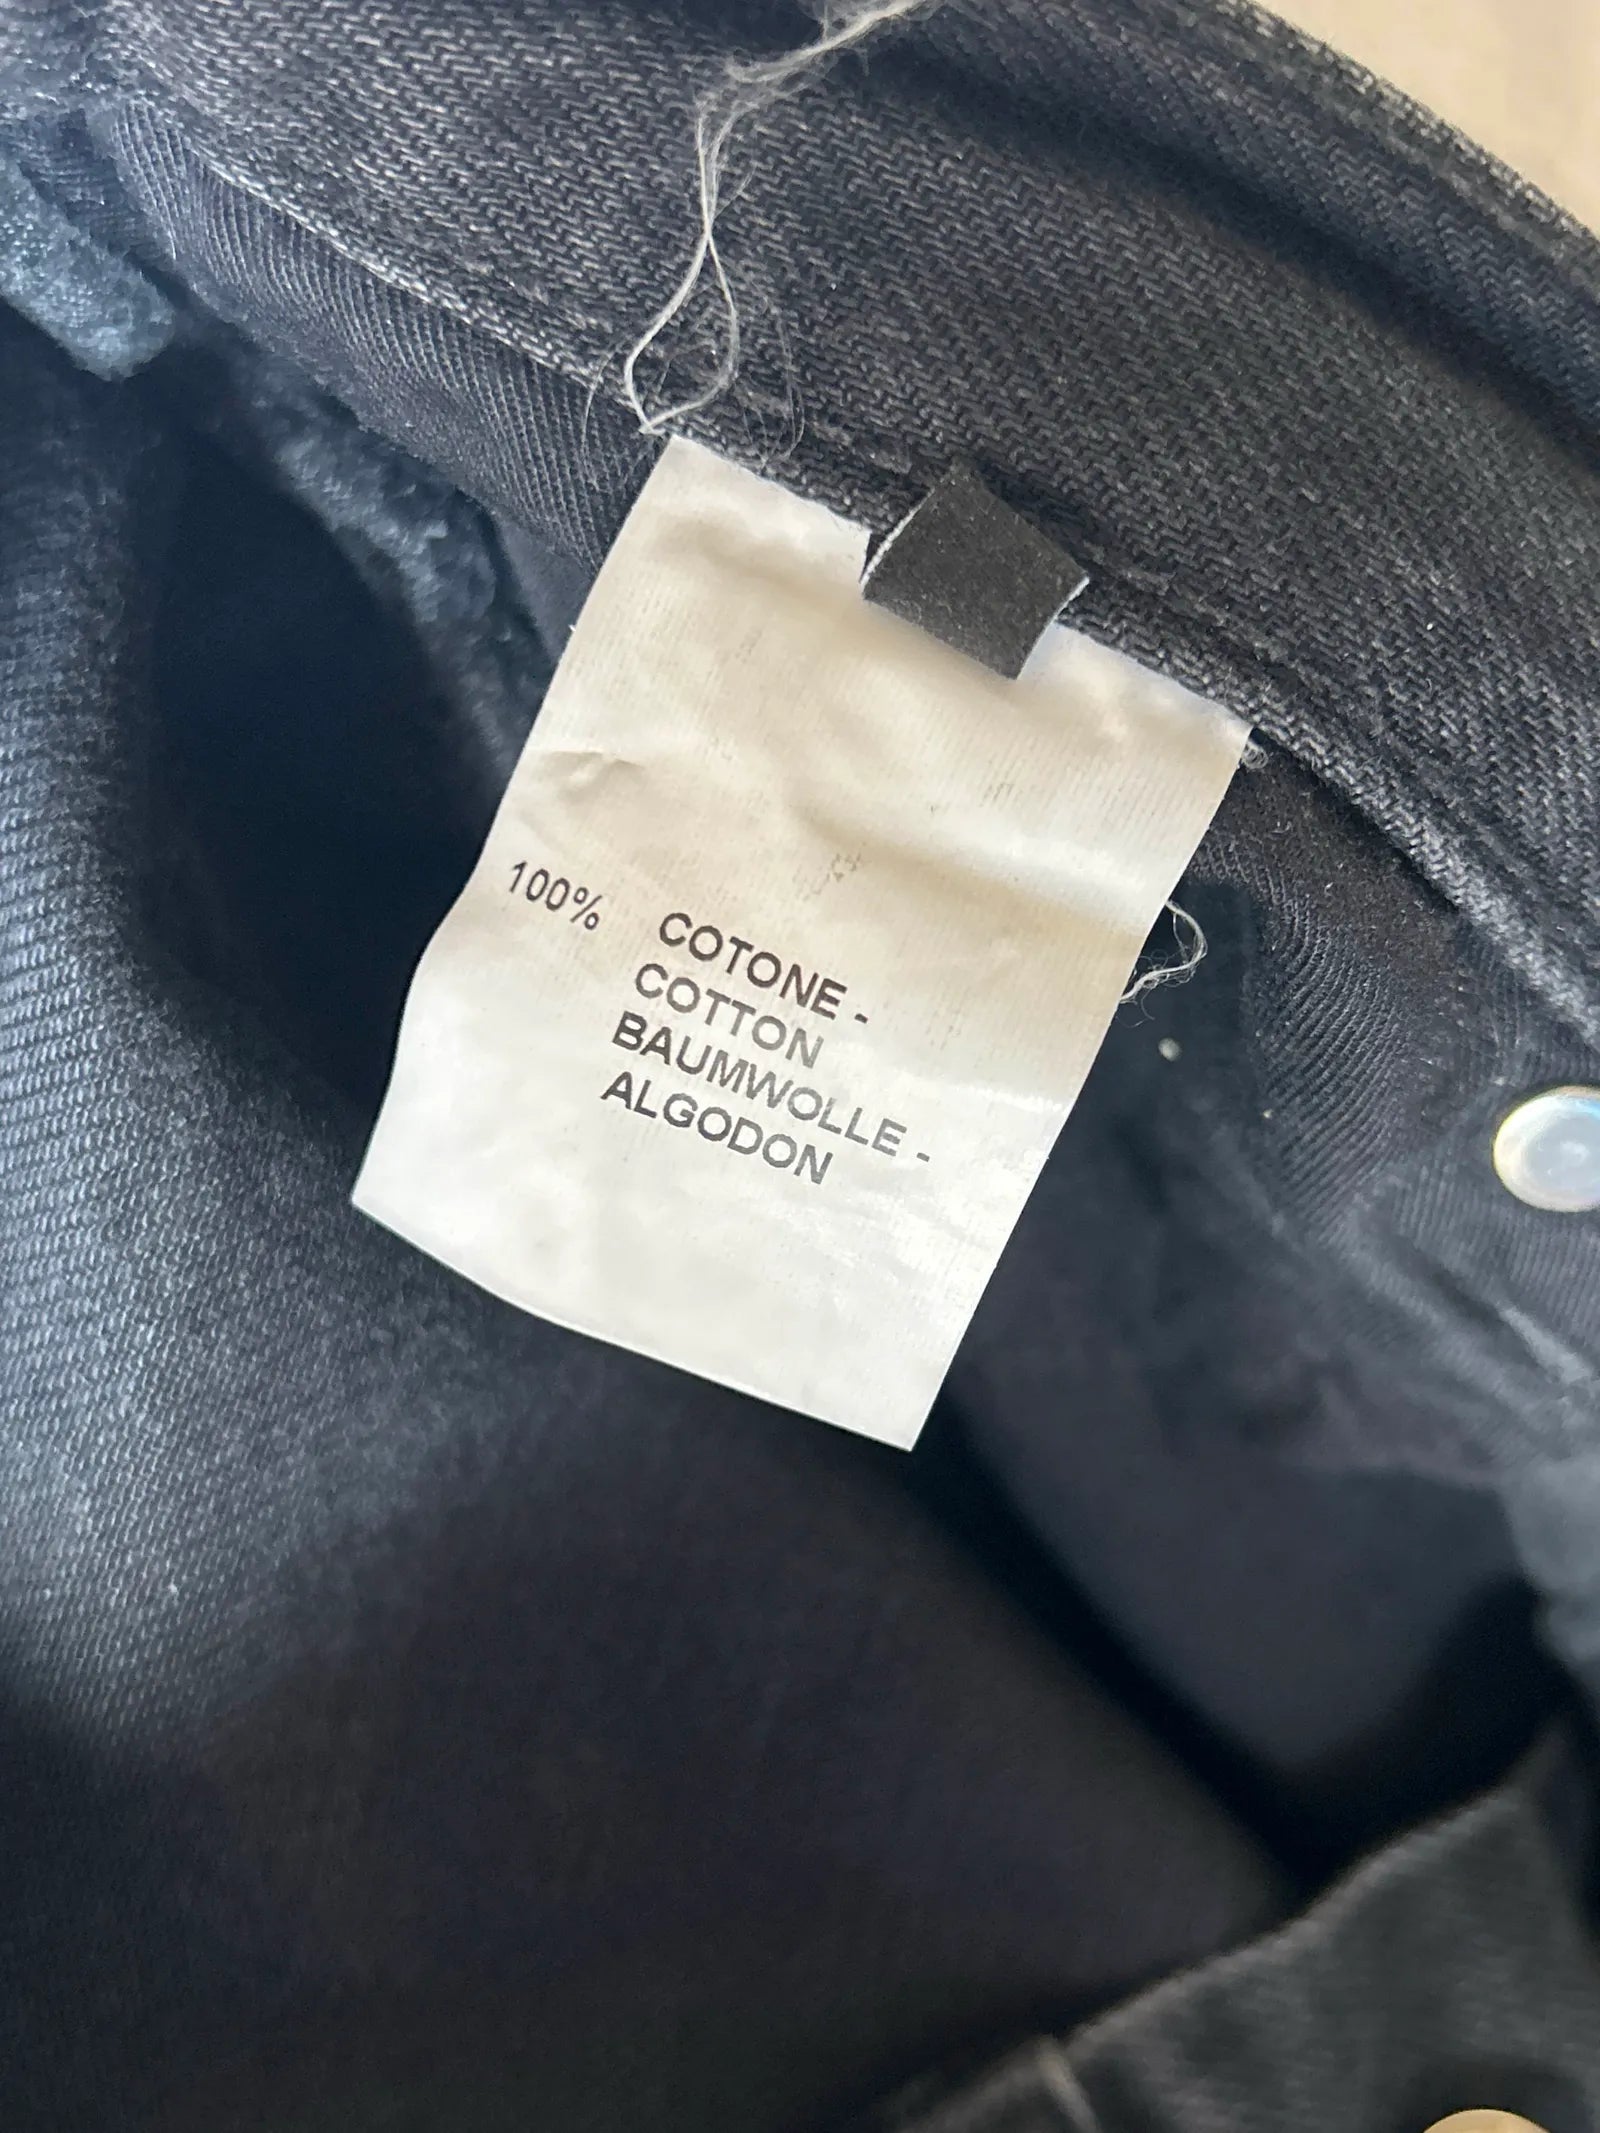 100% COTONE -
COTTON
BAUMWOLLE -
ALGODON